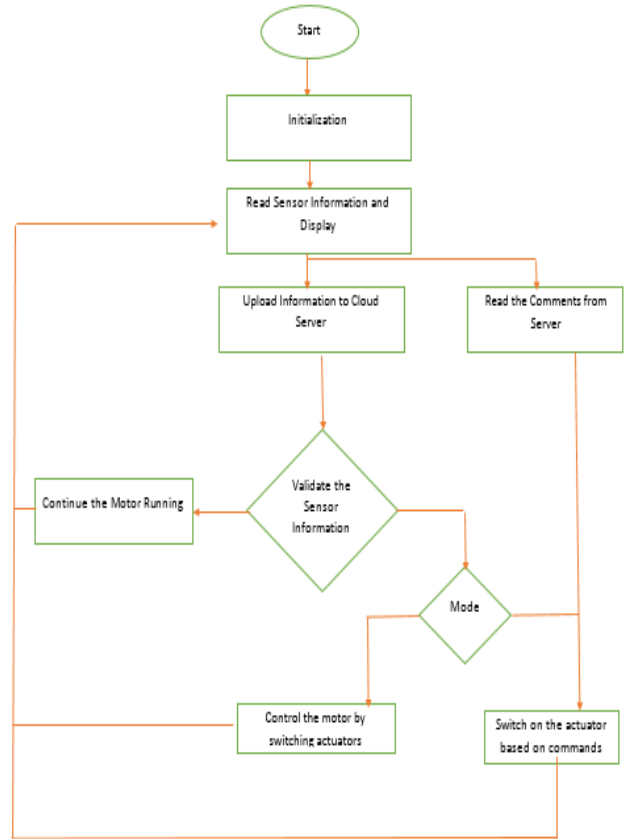 Start
Initialization
Read Sensor Information and
Display
Upload Information to Cloud
Server
Read the Comments from
Server
Validate the
Sensor
Information
Continue the Motor Running
Mode
Control the motor by
switching actuators
Switch on the actuator
based on commands